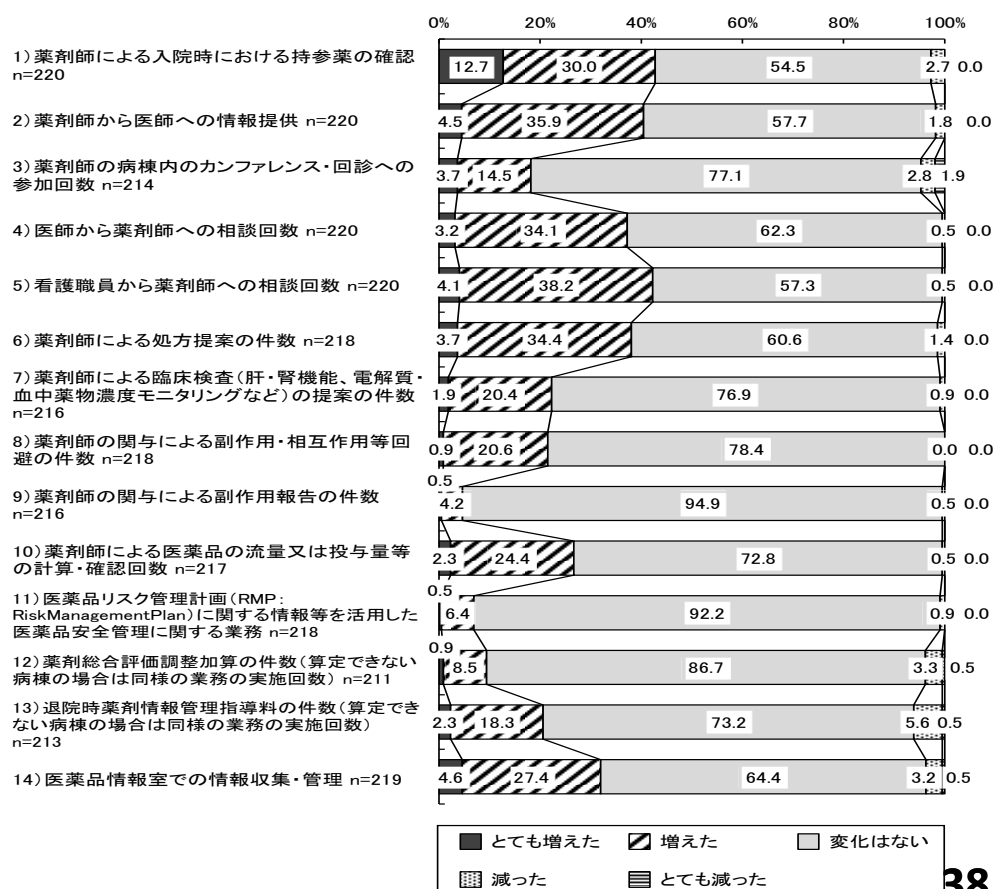 0% 20% 40% 60% 80% 100%
1)薬剤師による入院時における持参薬の確認
n=220
12.7 30.0 54.5 2.7 0.0
2)薬剤師から医師への情報提供 n=220
4.5 35.9 57.7 1.8 0.0
3)薬剤師の病棟内のカンファレンス・回診への
参加回数 n=214
3.7 14.5 77.1 2.8 1.9
4)医師から薬剤師への相談回数 n=220
3.2 34.1 62.3 0.5 0.0
5)看護職員から薬剤師への相談回数 n=220
4.1 38.2 57.3 0.5 0.0
6)薬剤師による処方提案の件数 n=218
3.7 34.4 60.6 1.4 0.0
7)薬剤師による臨床検査(肝・腎機能、電解質・
血中薬物濃度モニタリングなど)の提案の件数
n=216
1.9 20.4 76.9 0.9 0.0
8)薬剤師の関与による副作用・相互作用等回
避の件数 n=218
0.9 20.6 78.4 0.0 0.0
9)薬剤師の関与による副作用報告の件数
n=216
0.5
4.2 94.9 0.5 0.0
10)薬剤師による医薬品の流量又は投与量等
の計算・確認回数 n=217
2.3 24.4 72.8 0.5 0.0
11)医薬品リスク管理計画(RMP:
RiskManagementPlan)に関する情報等を活用した
医薬品安全管理に関する業務 n=218
0.5
6.4 92.2 0.9 0.0
12)薬剤総合評価調整加算の件数(算定できない
病棟の場合は同様の業務の実施回数) n=211
0.9
8.5 86.7 3.3 0.5
13)退院時薬剤情報管理指導料の件数(算定でき
ない病棟の場合は同様の業務の実施回数)
n=213
2.3 18.3 73.2 5.6 0.5
14)医薬品情報室での情報収集・管理 n=219
4.6 27.4 64.4 3.2 0.5
とても増えた 増えた 変化はない
減った とても減った
38